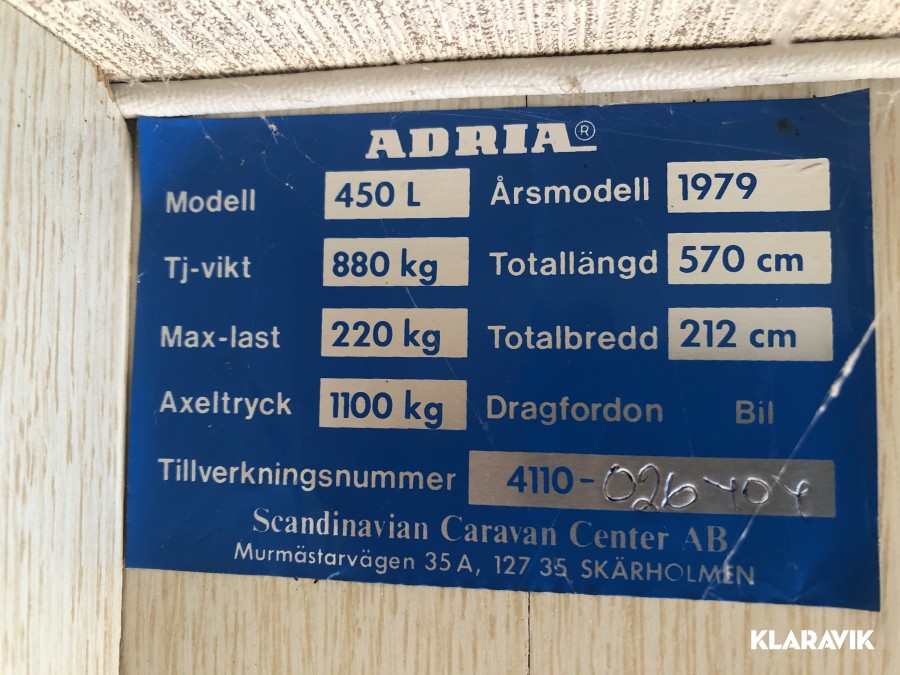 ADRIA®
Modell 450 L Årsmodell 1979
Tj-vikt 880 kg Totallängd 570 cm
Max-last 220 kg Totalbredd 212 cm
Axeltryck 1100 kg Dragfordon Bil
Tillverkningsnummer 4110-
Scandinavian Caravan Center AB
Murmästarvägen 35 A, 127 35 SKÄRHOLMEN
KLARAVIK